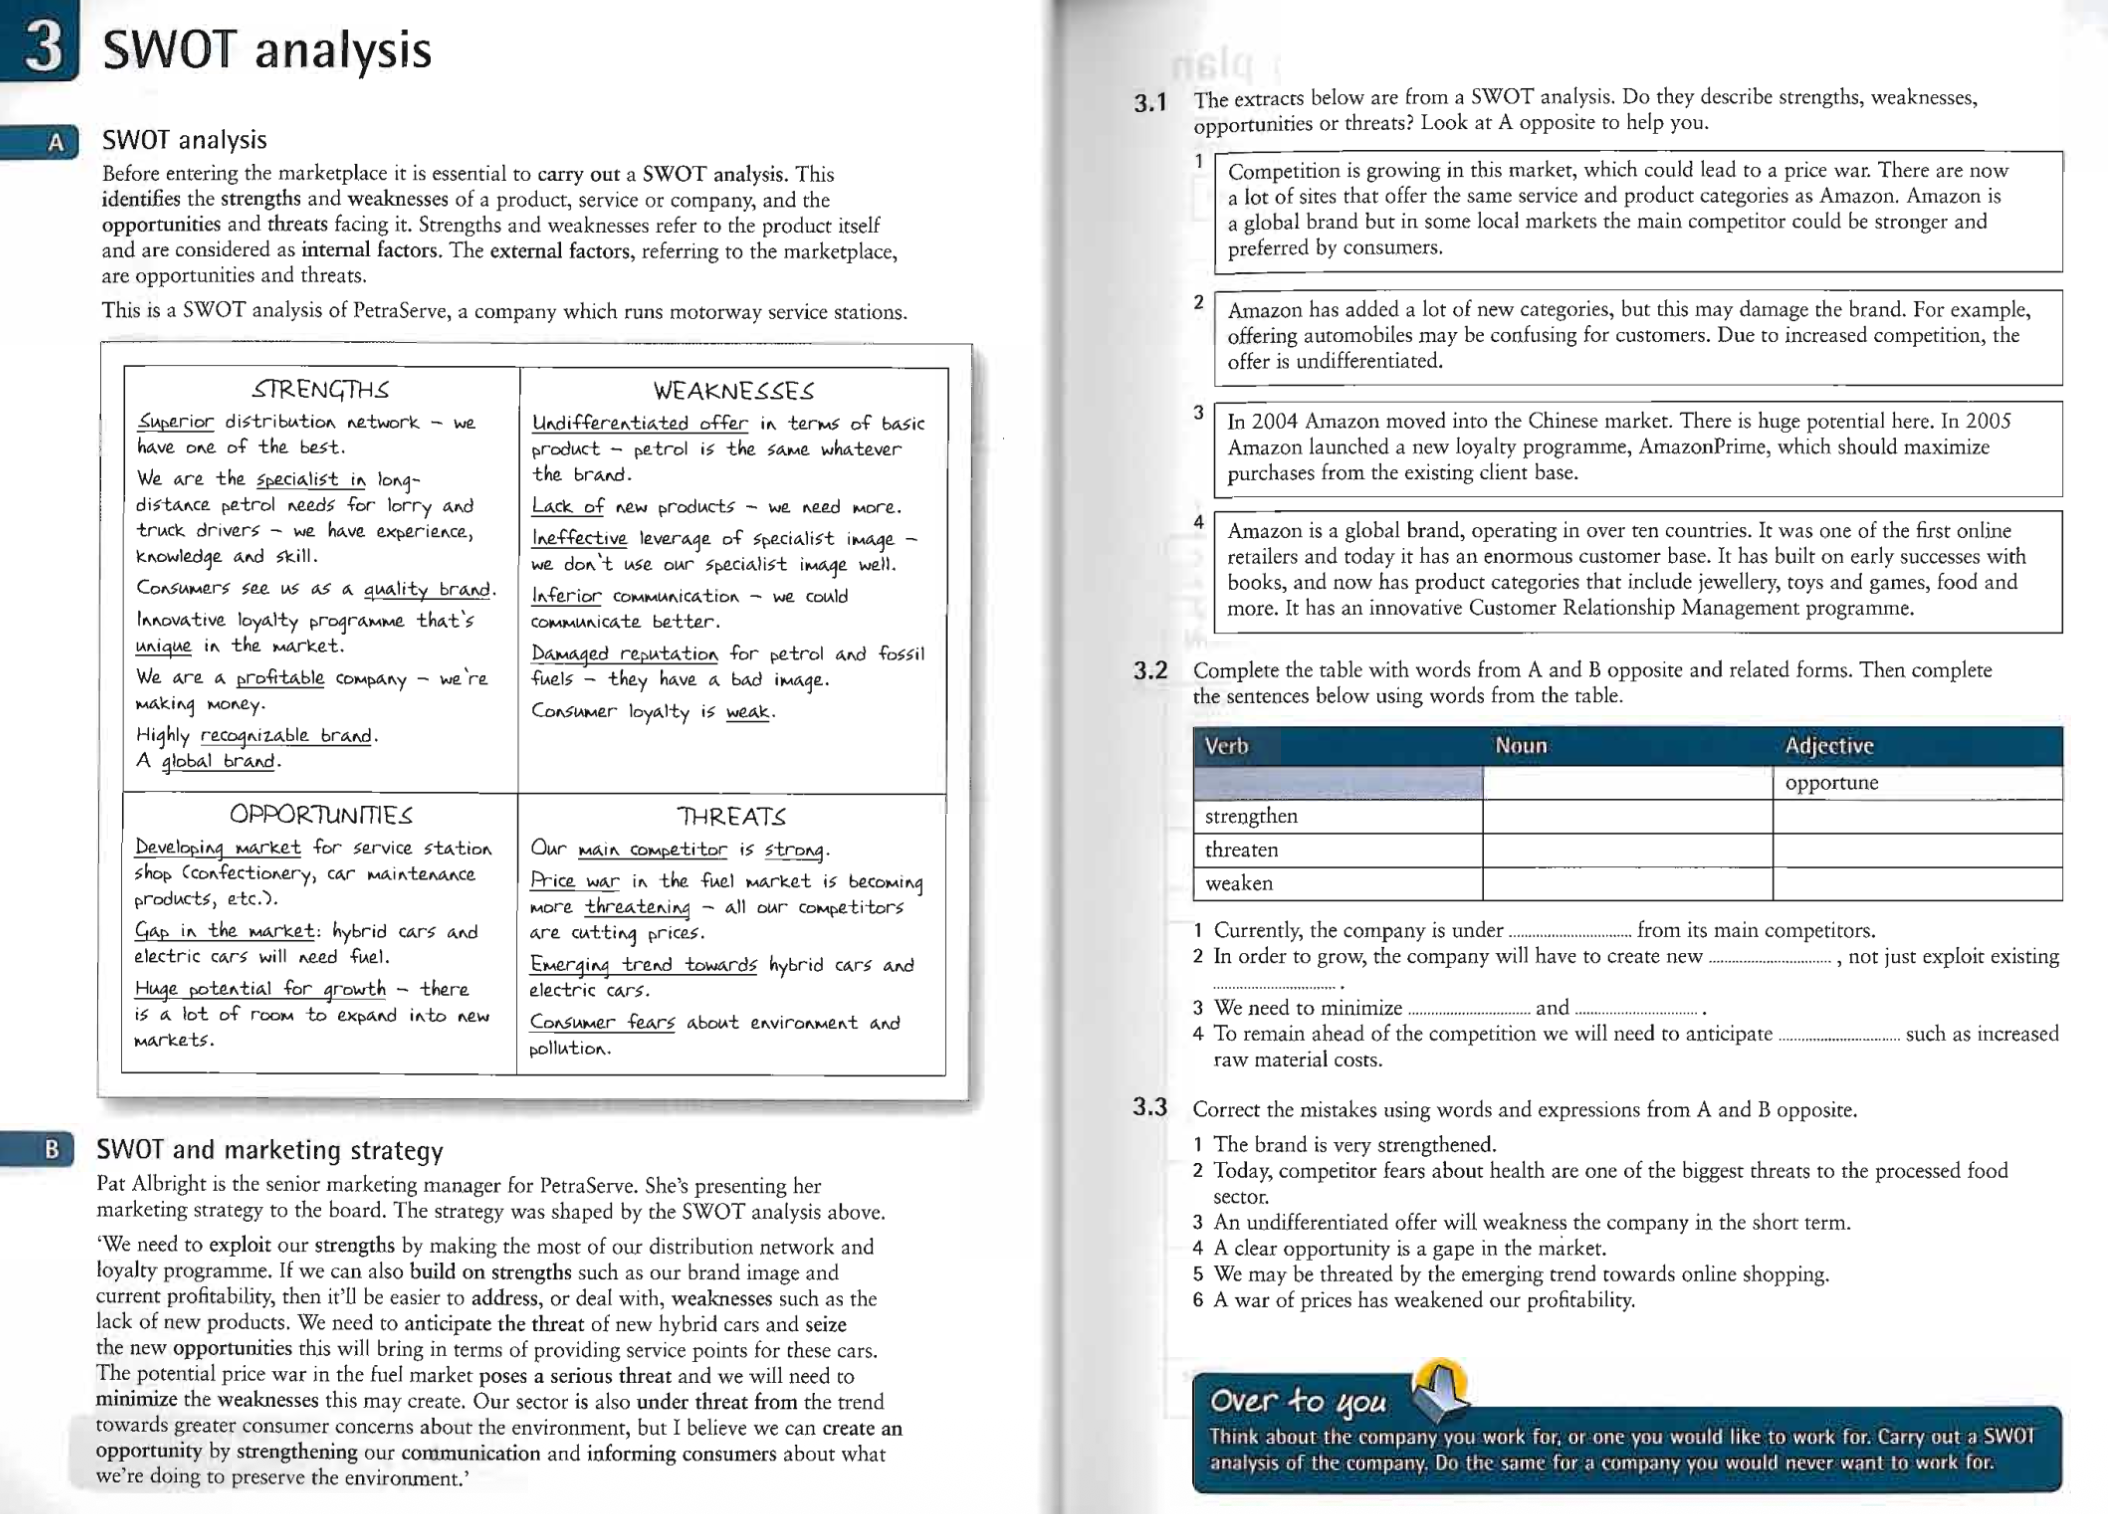 3
SWOT analysis
A
SWOT analysis
Before entering the marketplace it is essential to carry out a SWOT analysis. This
identifies the strengths and weaknesses of a product, service or company, and the
opportunities and threats facing it. Strengths and weaknesses refer to the product itself
and are considered as internal factors. The external factors, referring to the marketplace,
are opportunities and threats.
This is a SWOT analysis of PetraServe, a company which runs motorway service stations.
STRENGTHS
Superior distribution network – we
have one of the best.
We are the specialist in long-
distance petrol needs for lorry and
truck drivers – we have experience,
knowledge and skill.
Consumers see us as a quality brand.
Innovative loyalty programme that's
unique in the market.
We are a profitable company – we're
making money.
Highly recognizable brand.
A global brand.
WEAKNESSES
Undifferentiated offer in terms of basic
product – petrol is the same whatever
the brand.
Lack of new products – we need more.
Ineffective leverage of specialist image –
we don't use our specialist image well.
Inferior communication – we could
communicate better.
Damaged reputation for petrol and fossil
fuels – they have a bad image.
Consumer loyalty is weak.
OPPORTUNITIES
Developing market for service station
shop (confectionery, car maintenance
products, etc.).
Gap in the market: hybrid cars and
electric cars will need fuel.
Huge potential for growth – there
is a lot of room to expand into new
markets.
THREATS
Our main competitor is strong.
Price war in the fuel market is becoming
more threatening – all our competitors
are cutting prices.
Emerging trend towards hybrid cars and
electric cars.
Consumer fears about environment and
pollution.
B
SWOT and marketing strategy
Pat Albright is the senior marketing manager for PetraServe. She's presenting her
marketing strategy to the board. The strategy was shaped by the SWOT analysis above.
'We need to exploit our strengths by making the most of our distribution network and
loyalty programme. If we can also build on strengths such as our brand image and
current profitability, then it'll be easier to address, or deal with, weaknesses such as the
lack of new products. We need to anticipate the threat of new hybrid cars and seize
the new opportunities this will bring in terms of providing service points for these cars.
The potential price war in the fuel market poses a serious threat and we will need to
minimize the weaknesses this may create. Our sector is also under threat from the trend
towards greater consumer concerns about the environment, but I believe we can create an
opportunity by strengthening our communication and informing consumers about what
we're doing to preserve the environment.'
3.1 The extracts below are from a SWOT analysis. Do they describe strengths, weaknesses,
opportunities or threats? Look at A opposite to help you.
1 Competition is growing in this market, which could lead to a price war. There are now
a lot of sites that offer the same service and product categories as Amazon. Amazon is
a global brand but in some local markets the main competitor could be stronger and
preferred by consumers.
2 Amazon has added a lot of new categories, but this may damage the brand. For example,
offering automobiles may be confusing for customers. Due to increased competition, the
offer is undifferentiated.
3 In 2004 Amazon moved into the Chinese market. There is huge potential here. In 2005
Amazon launched a new loyalty programme, AmazonPrime, which should maximize
purchases from the existing client base.
4 Amazon is a global brand, operating in over ten countries. It was one of the first online
retailers and today it has an enormous customer base. It has built on early successes with
books, and now has product categories that include jewellery, toys and games, food and
more. It has an innovative Customer Relationship Management programme.
3.2 Complete the table with words from A and B opposite and related forms. Then complete
the sentences below using words from the table.
Verb Noun Adjective
opportune
strengthen
threaten
weaken
1 Currently, the company is under .............................. from its main competitors.
2 In order to grow, the company will have to create new .............................. , not just exploit existing
.............................. .
3 We need to minimize .............................. and .............................. .
4 To remain ahead of the competition we will need to anticipate .............................. such as increased
raw material costs.
3.3 Correct the mistakes using words and expressions from A and B opposite.
1 The brand is very strengthened.
2 Today, competitor fears about health are one of the biggest threats to the processed food
sector.
3 An undifferentiated offer will weakness the company in the short term.
4 A clear opportunity is a gape in the market.
5 We may be threated by the emerging trend towards online shopping.
6 A war of prices has weakened our profitability.
Over to you
Think about the company you work for, or one you would like to work for. Carry out a SWOT
analysis of the company. Do the same for a company you would never want to work for.